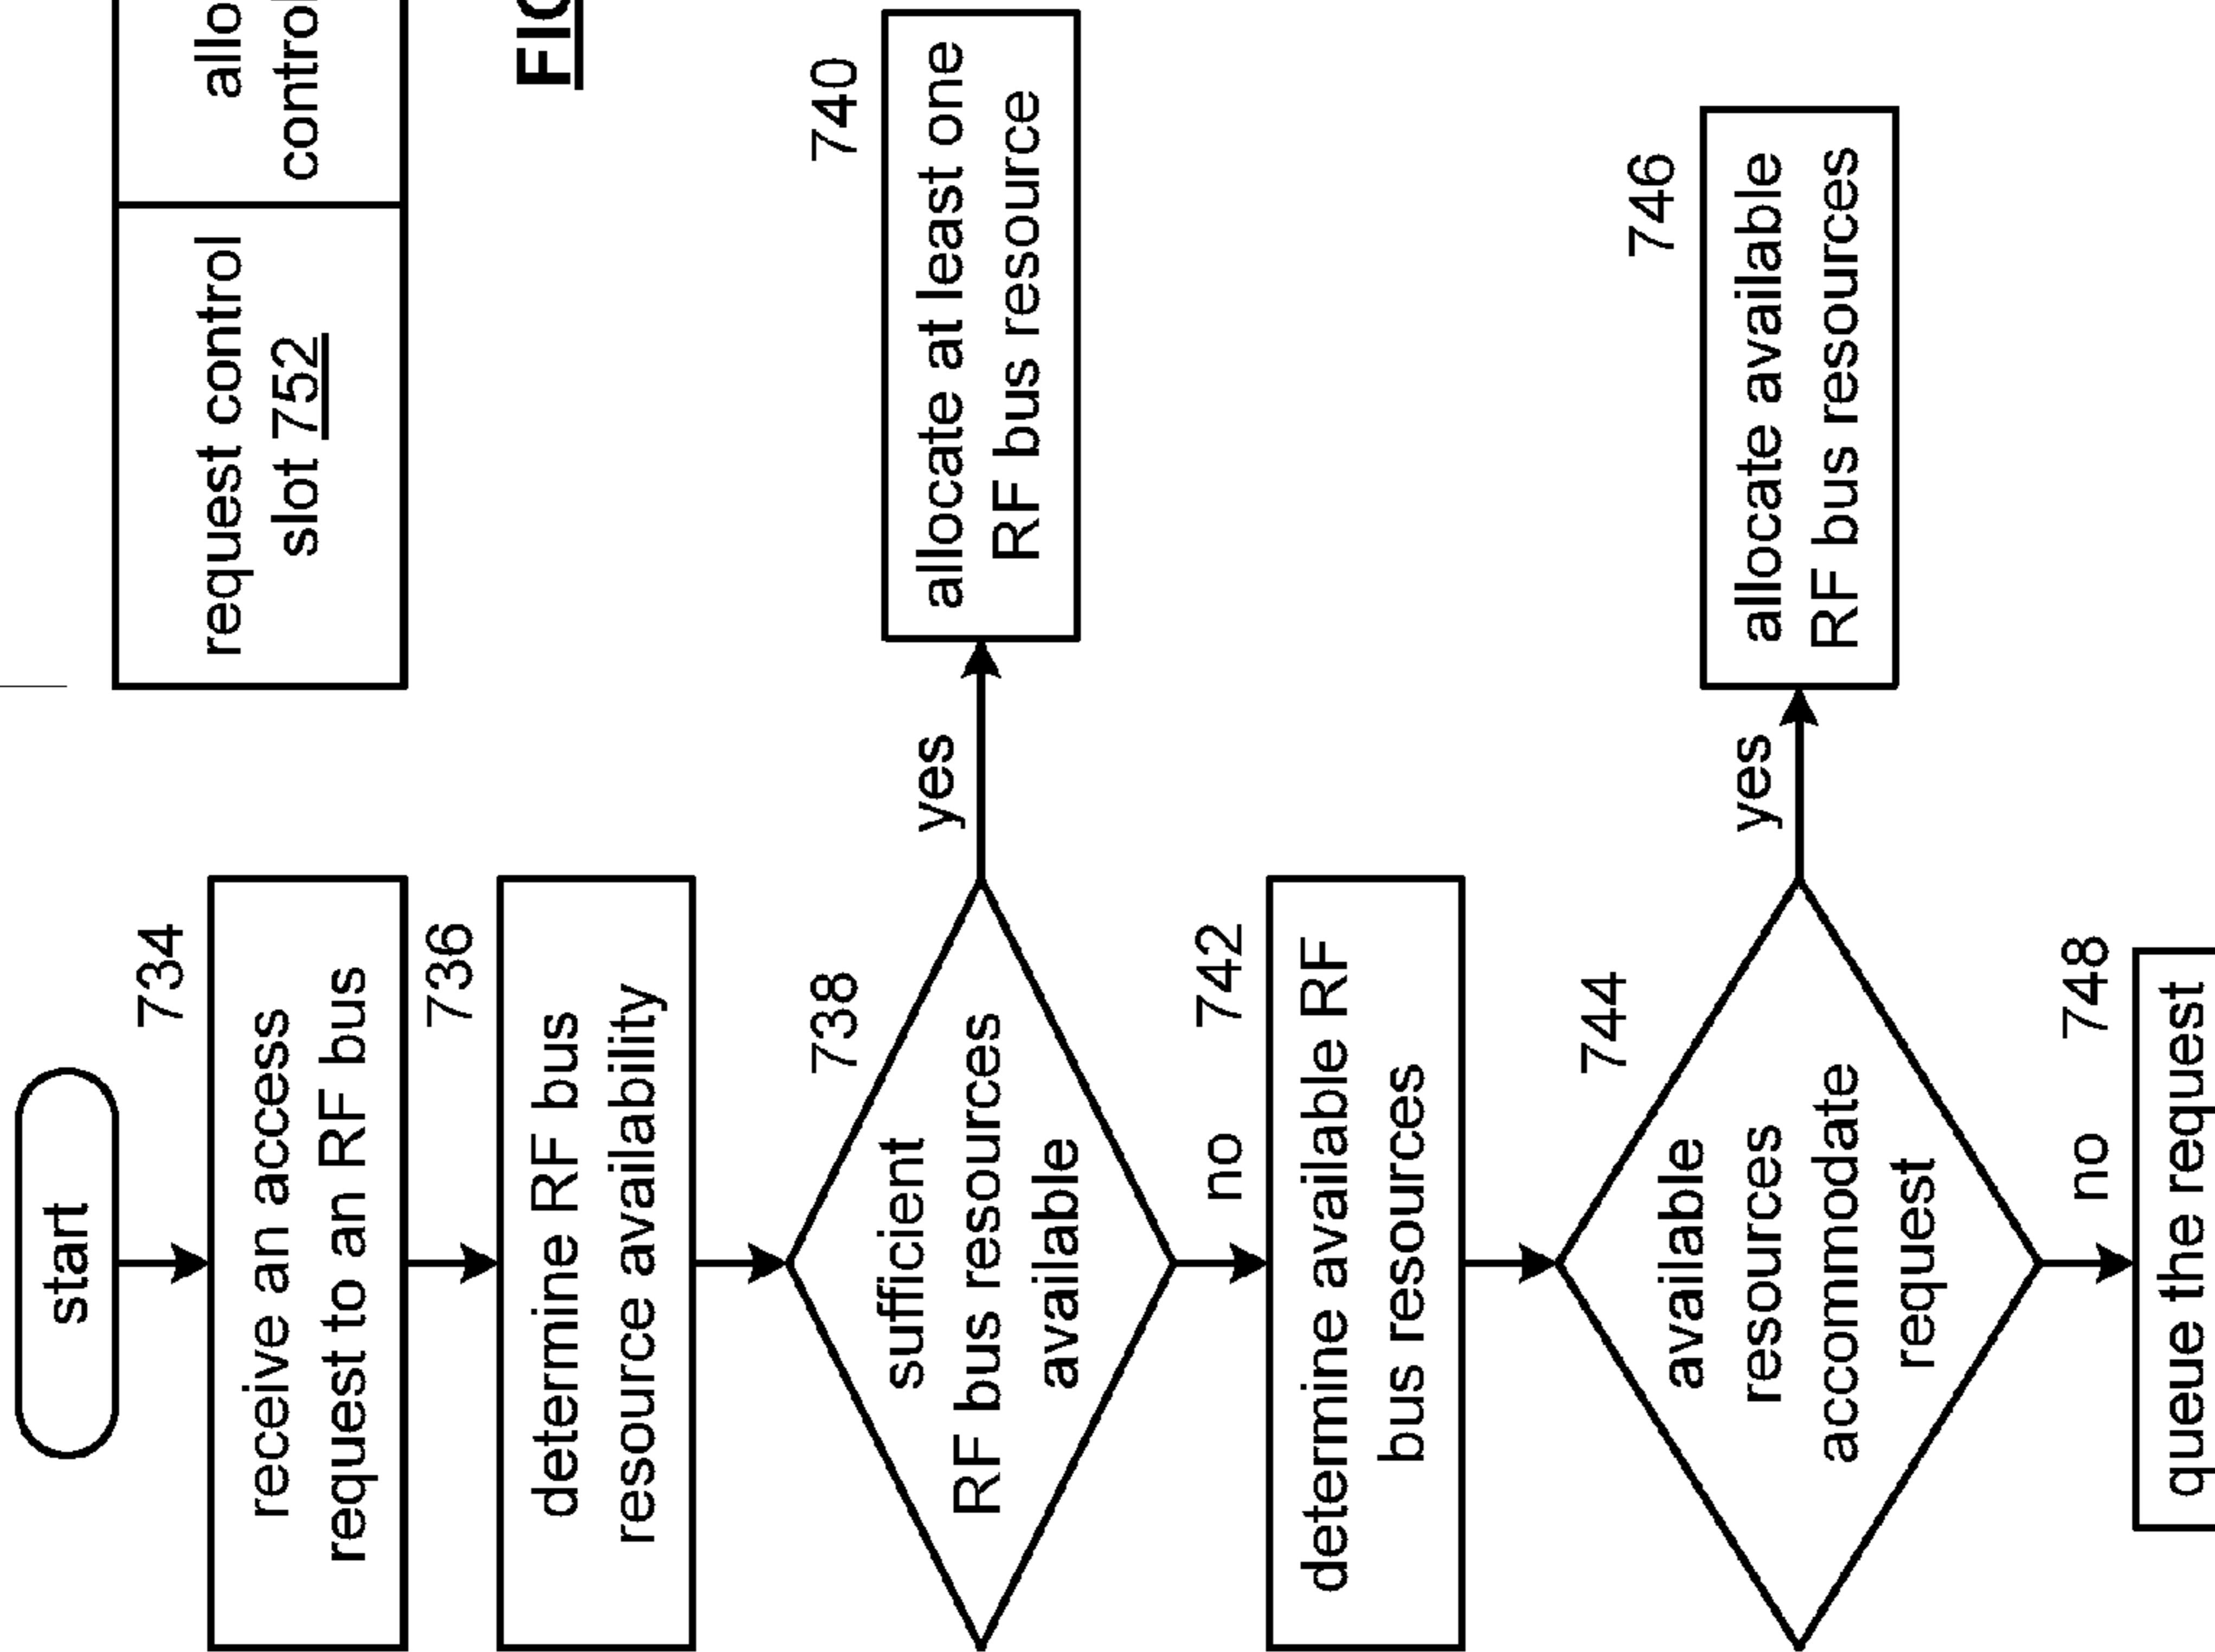 start
734
receive an access
request to an RF bus
736
determine RF bus
resource availability
738
sufficient
RF bus resources
available
yes
740
allocate at least one
RF bus resource
no
742
determine available RF
bus resources
744
available
resources
accommodate
request
yes
746
allocate available
RF bus resources
no
748
queue the request
request control
slot 752